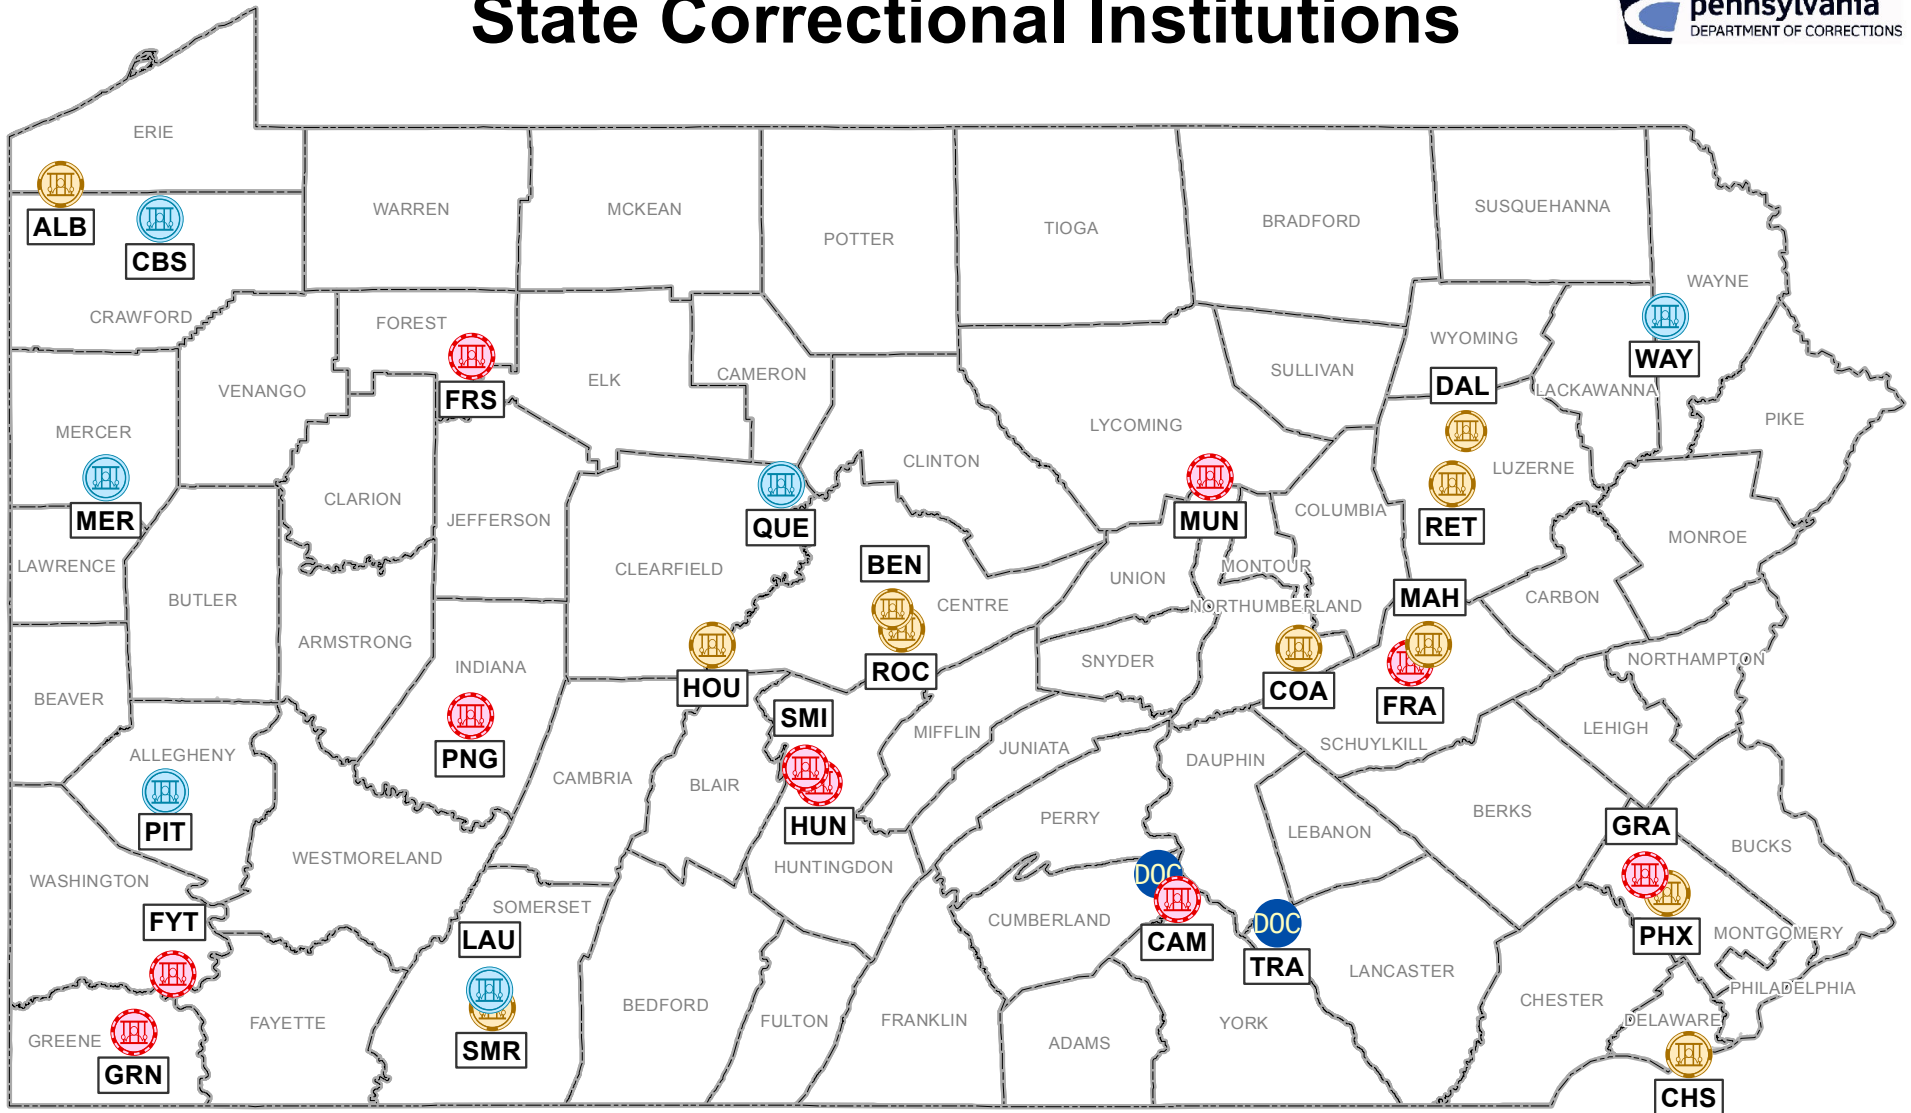 State Correctional Institutions
pennsylvania
DEPARTMENT OF CORRECTIONS
ERIE
ALB
CBS
CRAWFORD
WARREN
MCKEAN
POTTER
TIOGA
BRADFORD
SUSQUEHANNA
WAYNE
WAY
FOREST
FRS
VENANGO
ELK
CAMERON
WYOMING
SULLIVAN
DAL
LACKAWANNA
PIKE
MERCER
MER
CLARION
CLINTON
LYCOMING
LUZERNE
RET
QUE
MUN
COLUMBIA
JEFFERSON
MONROE
LAWRENCE
BUTLER
CLEARFIELD
BEN
CENTRE
ROC
UNION
MONTOUR
NORTHUMBERLAND
MAH
CARBON
ARMSTRONG
INDIANA
PNG
HOU
SNYDER
COA
FRA
NORTHAMPTON
BEAVER
ALLEGHENY
PIT
SMI
MIFFLIN
JUNIATA
DAUPHIN
SCHUYLKILL
LEHIGH
CAMBRIA
BLAIR
HUN
HUNTINGDON
PERRY
LEBANON
BERKS
GRA
BUCKS
WESTMORELAND
WASHINGTON
FYT
SOMERSET
LAU
SMR
DOC
CAM
CUMBERLAND
DOC
TRA
LANCASTER
PHX
MONTGOMERY
PHILADELPHIA
DELAWARE
CHESTER
CHS
GREENE
GRN
FAYETTE
BEDFORD
FULTON
FRANKLIN
ADAMS
YORK